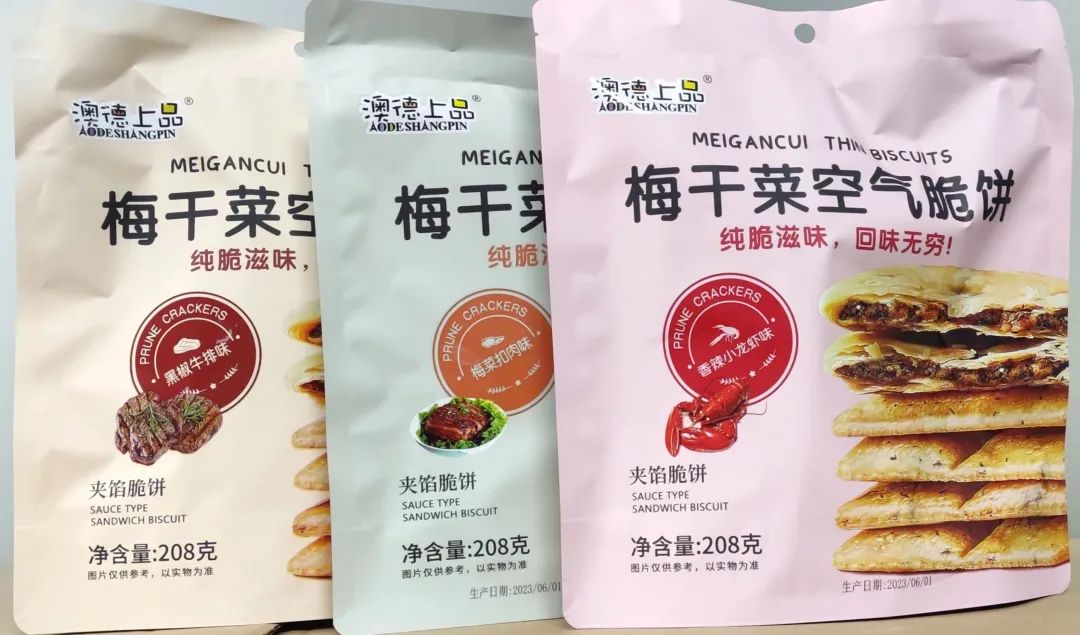 澳德上品®
AODESHANGPIN
MEIGANCUI
梅干菜空
纯脆滋味，
PRUNE CRACKERS
黑椒牛排味
夹馅脆饼
SAUCE TYPE
SANDWICH BISCUIT
净含量:208克
图片仅供参考，以实物为准
澳德上品®
AODESHANGPIN
MEIGAN
梅干菜
纯脆
PRUNE CRACKERS
梅菜扣肉味
夹馅脆饼
SAUCE TYPE
SANDWICH BISCUIT
净含量:208克
图片仅供参考，以实物为准
生产日期:2023/06/01
澳德上品®
AODESHANGPIN
MEIGANCUI THIN BISCUITS
梅干菜空气脆饼
纯脆滋味，回味无穷!
PRUNE CRACKERS
香辣小龙虾味
夹馅脆饼
SAUCE TYPE
SANDWICH BISCUIT
净含量:208克
图片仅供参考，以实物为准
生产日期:2023/06/01